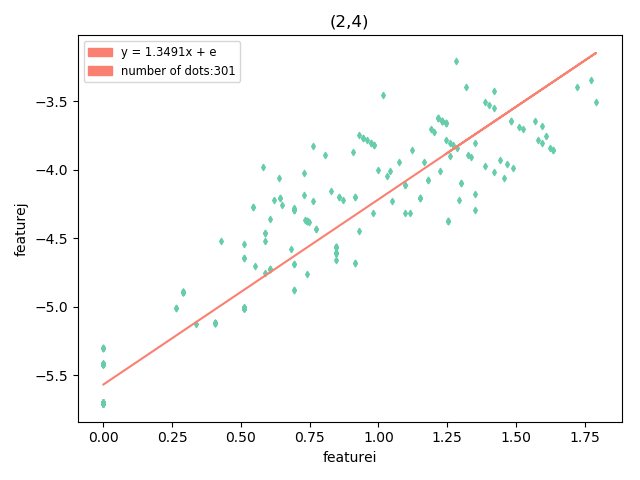 (2,4)
y = 1.3491x + e
number of dots:301
−3.5
−4.0
−4.5
−5.0
−5.5
featurej
0.00 0.25 0.50 0.75 1.00 1.25 1.50 1.75
featurei